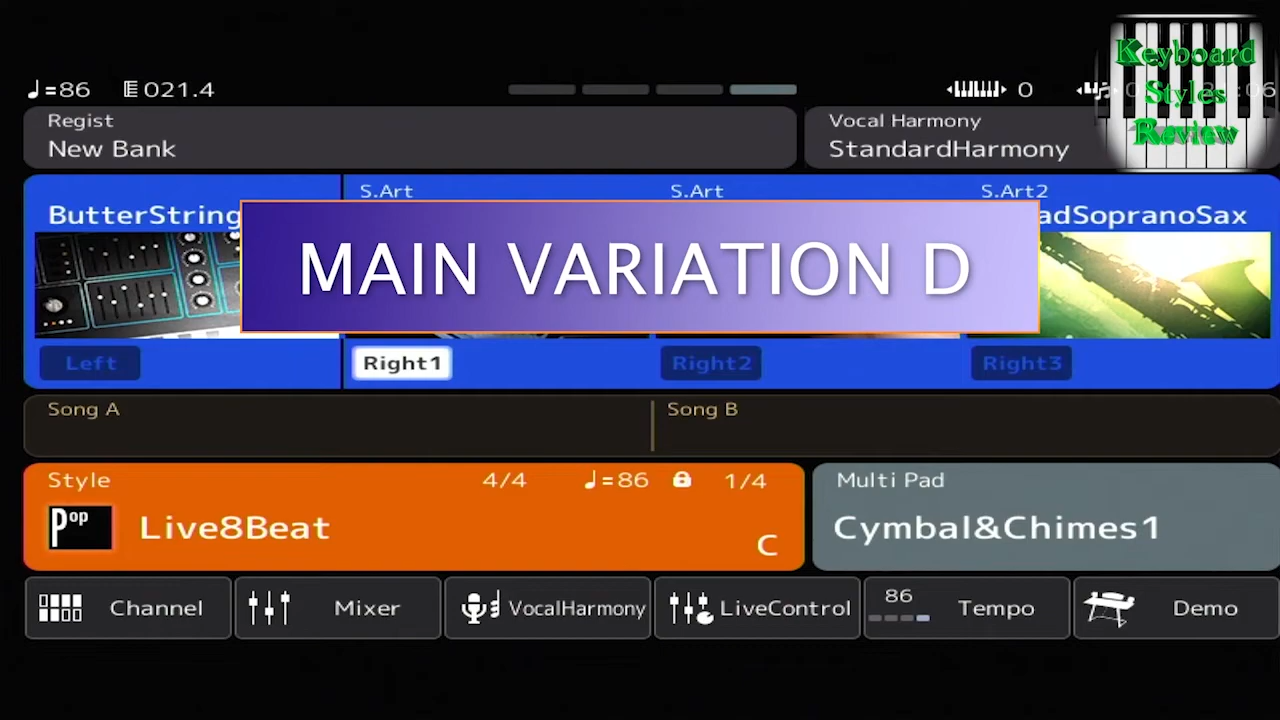 Keyboard
Styles
Review
=86
021.4
0
Regist
New Bank
Vocal Harmony
StandardHarmony
S.Art
S.Art
S.Art2
ButterString
adSopranoSax
MAIN VARIATION D
Left
Right1
Right2
Right3
Song A
Song B
Style
4/4
=86
1/4
Pop
Live8Beat
C
Multi Pad
Cymbal&Chimes1
Channel
Mixer
VocalHarmony
LiveControl
86
Tempo
Demo